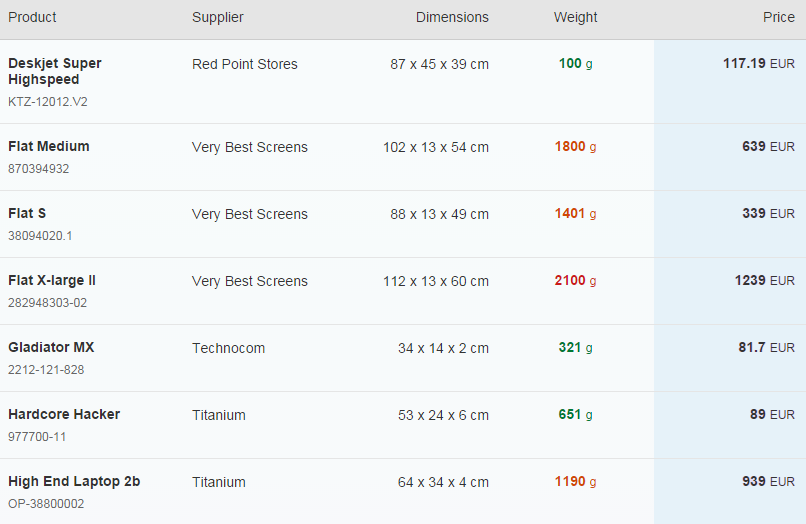 Product Supplier Dimensions Weight Price
Deskjet Super Highspeed Red Point Stores 87 x 45 x 39 cm 100 g 117.19 EUR
KTZ-12012.V2
Flat Medium Very Best Screens 102 x 13 x 54 cm 1800 g 639 EUR
870394932
Flat S Very Best Screens 88 x 13 x 49 cm 1401 g 339 EUR
38094020.1
Flat X-large II Very Best Screens 112 x 13 x 60 cm 2100 g 1239 EUR
282948303-02
Gladiator MX Technocom 34 x 14 x 2 cm 321 g 81.7 EUR
2212-121-828
Hardcore Hacker Titanium 53 x 24 x 6 cm 651 g 89 EUR
977700-11
High End Laptop 2b Titanium 64 x 34 x 4 cm 1190 g 939 EUR
OP-38800002